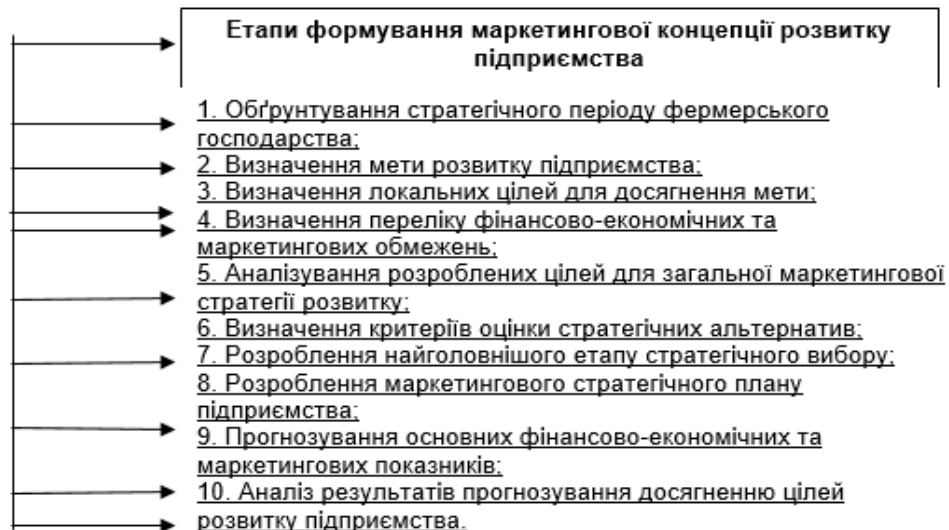 Етапи формування маркетингової концепції розвитку
підприємства
1. Обґрунтування стратегічного періоду фермерського
господарства;
2. Визначення мети розвитку підприємства;
3. Визначення локальних цілей для досягнення мети;
4. Визначення переліку фінансово-економічних та
маркетингових обмежень;
5. Аналізування розроблених цілей для загальної маркетингової
стратегії розвитку;
6. Визначення критеріїв оцінки стратегічних альтернатив;
7. Розроблення найголовнішого етапу стратегічного вибору;
8. Розроблення маркетингового стратегічного плану
підприємства;
9. Прогнозування основних фінансово-економічних та
маркетингових показників;
10. Аналіз результатів прогнозування досягненню цілей
розвитку підприємства.